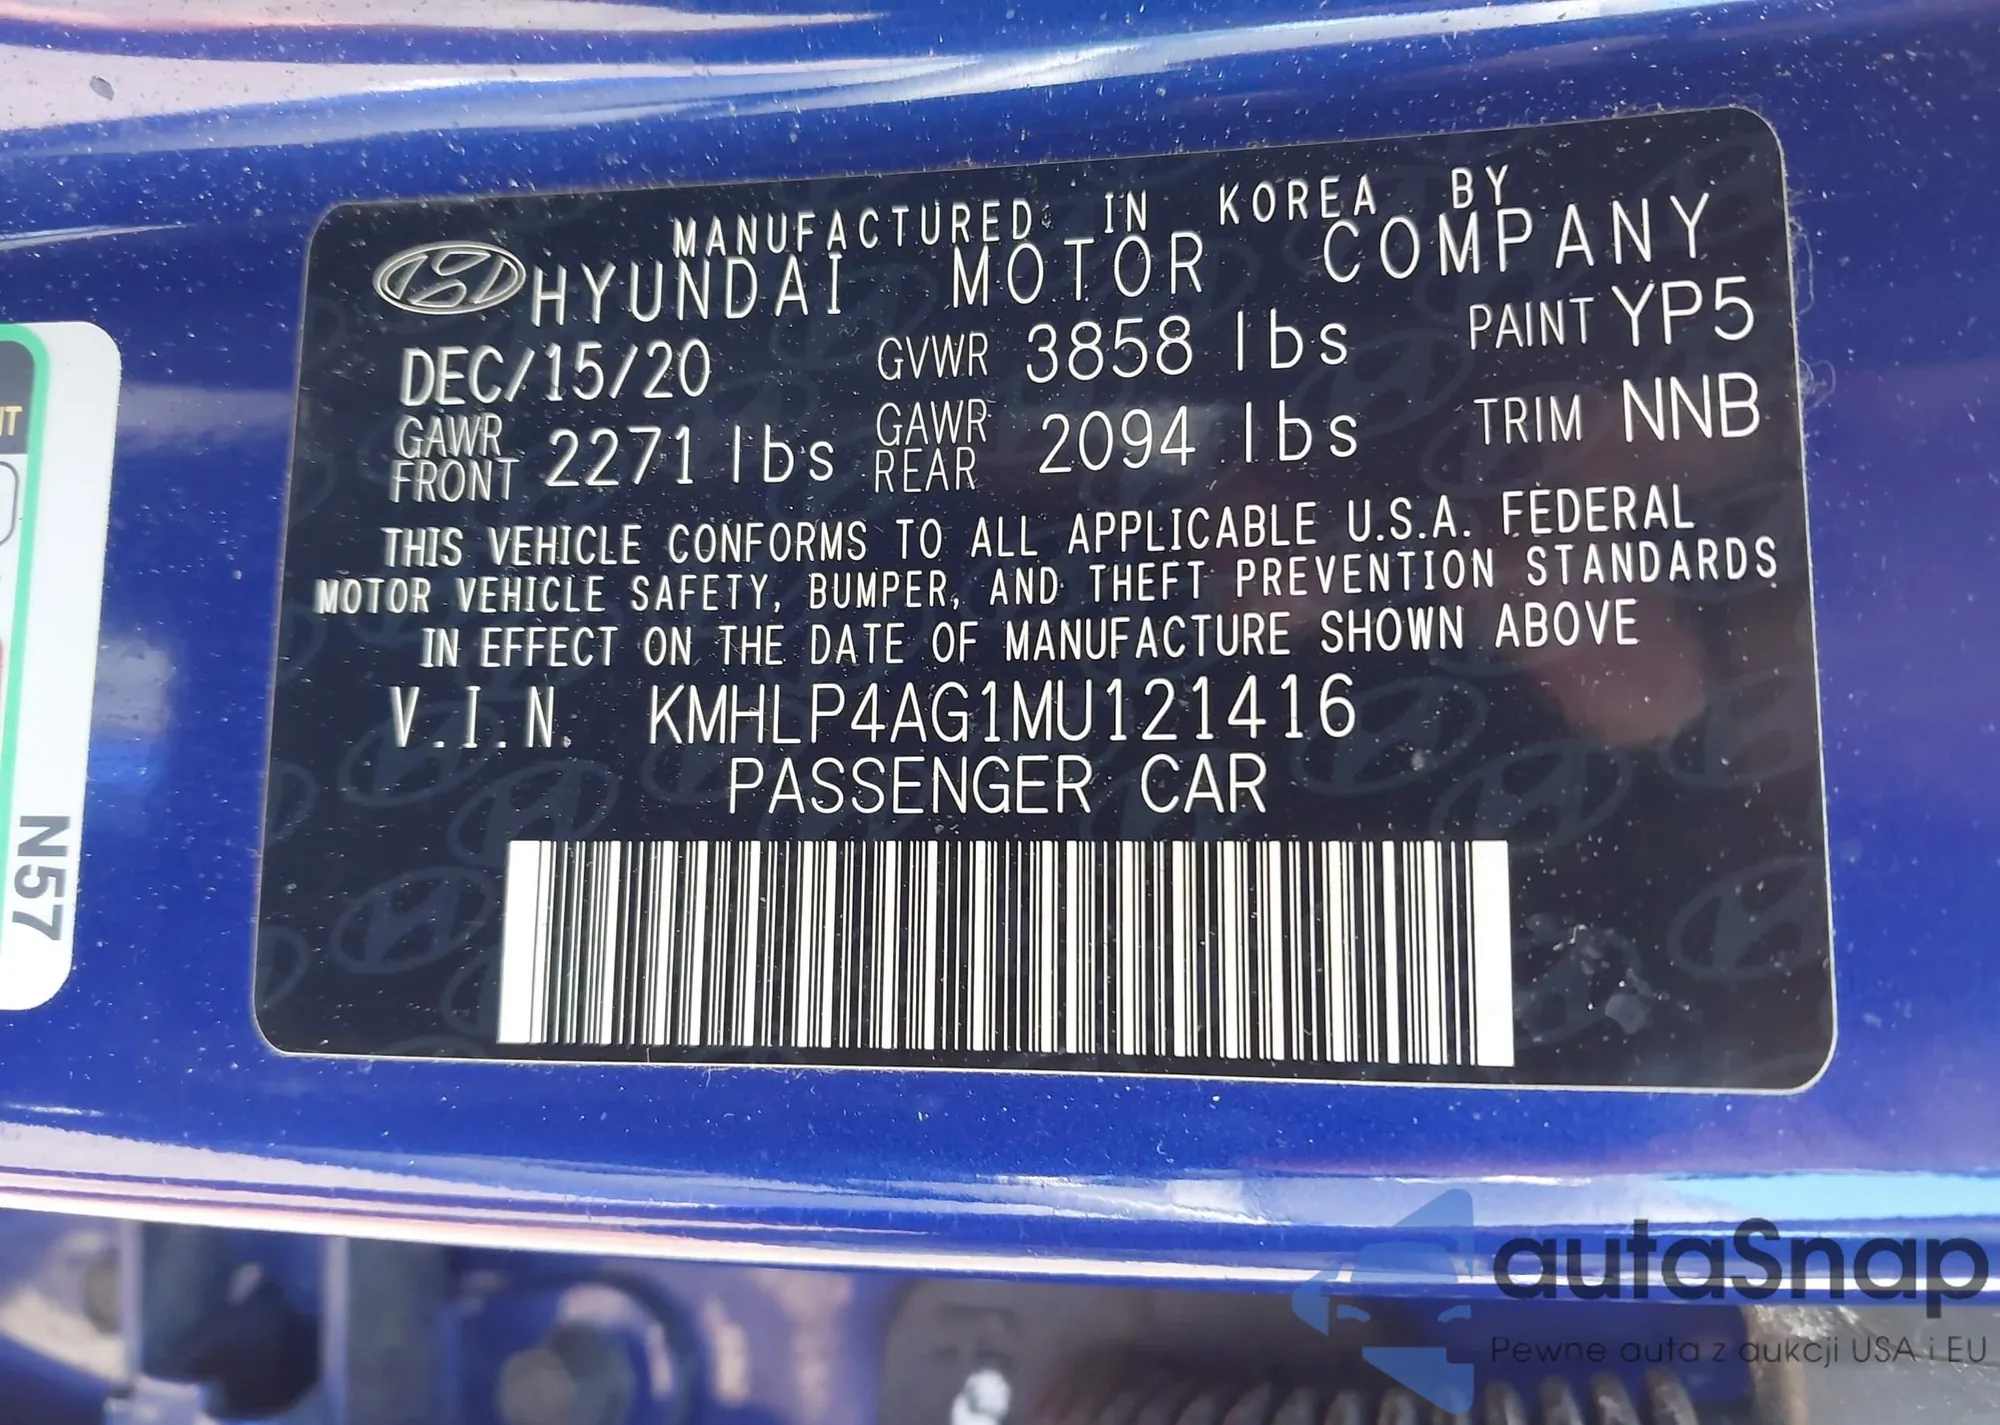 MANUFACTURED IN KOREA BY
HYUNDAI MOTOR COMPANY
DEC/15/20 GVWR 3858 lbs PAINT YP5
GAWR FRONT 2271 lbs GAWR REAR 2094 lbs TRIM NNB
THIS VEHICLE CONFORMS TO ALL APPLICABLE U.S.A. FEDERAL
MOTOR VEHICLE SAFETY, BUMPER, AND THEFT PREVENTION STANDARDS
IN EFFECT ON THE DATE OF MANUFACTURE SHOWN ABOVE
V.I.N. KMHLP4AG1MU121416
PASSENGER CAR
N57
autaSnap
Pewne auta z aukcji USA i EU